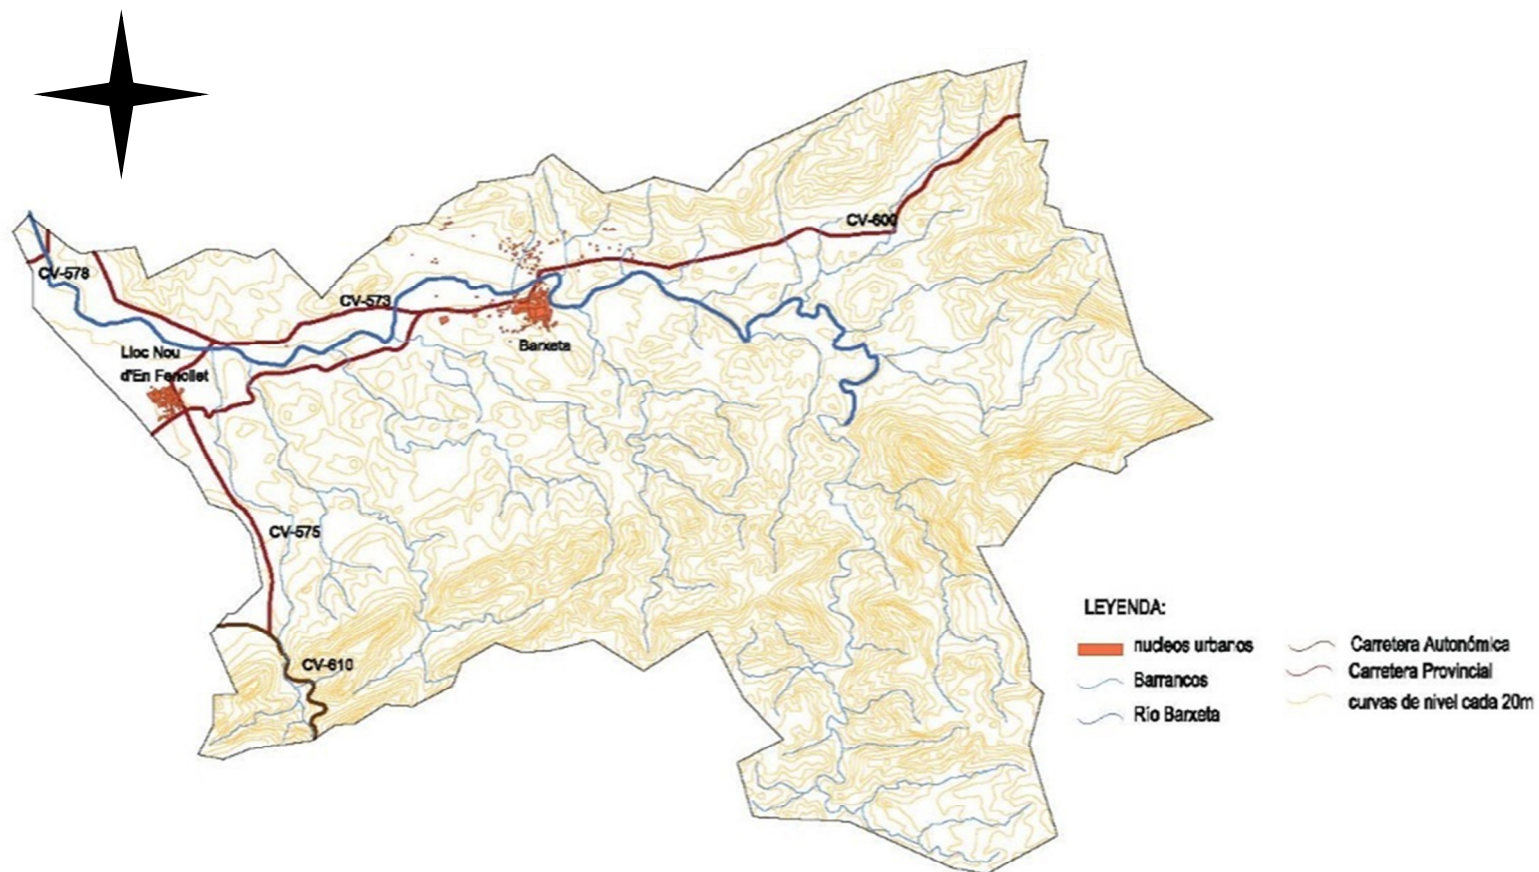 CV-600
CV-578
CV-573
Barxeta
Lloc Nou
d'En Fenollet
CV-575
CV-610
LEYENDA:
nucleos urbanos
Barrancos
Río Barxeta
Carretera Autonómica
Carretera Provincial
curvas de nivel cada 20m